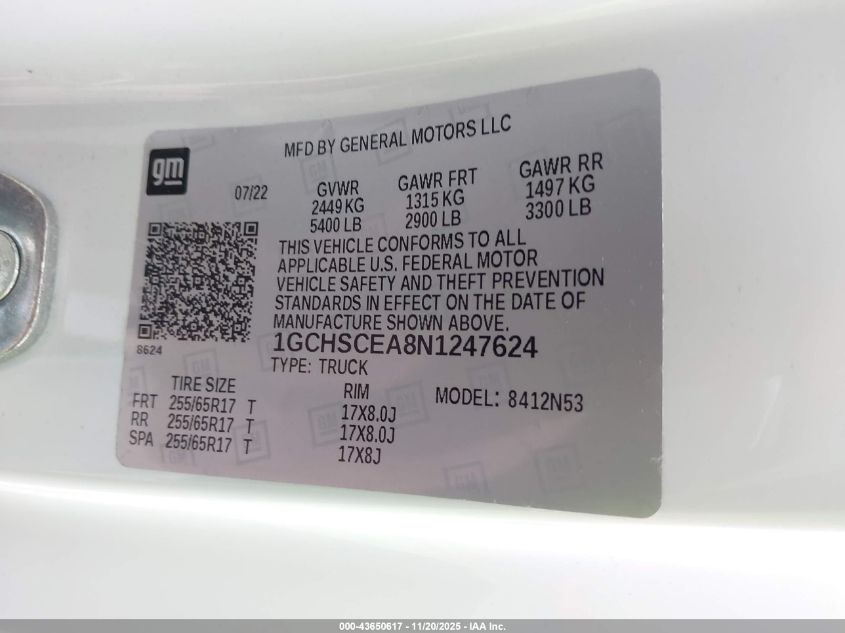 gm
MFD BY GENERAL MOTORS LLC
07/22
GVWR GAWR FRT GAWR RR
2449 KG 1315 KG 1497 KG
5400 LB 2900 LB 3300 LB
THIS VEHICLE CONFORMS TO ALL
APPLICABLE U.S. FEDERAL MOTOR
VEHICLE SAFETY AND THEFT PREVENTION
STANDARDS IN EFFECT ON THE DATE OF
MANUFACTURE SHOWN ABOVE.
8624
1GCHSCEA8N1247624
TYPE: TRUCK
TIRE SIZE RIM MODEL: 8412N53
FRT 255/65R17 T 17X8.0J
RR 255/65R17 T 17X8.0J
SPA 255/65R17 T 17X8J
000-43650617 - 11/20/2025 - IAA Inc.